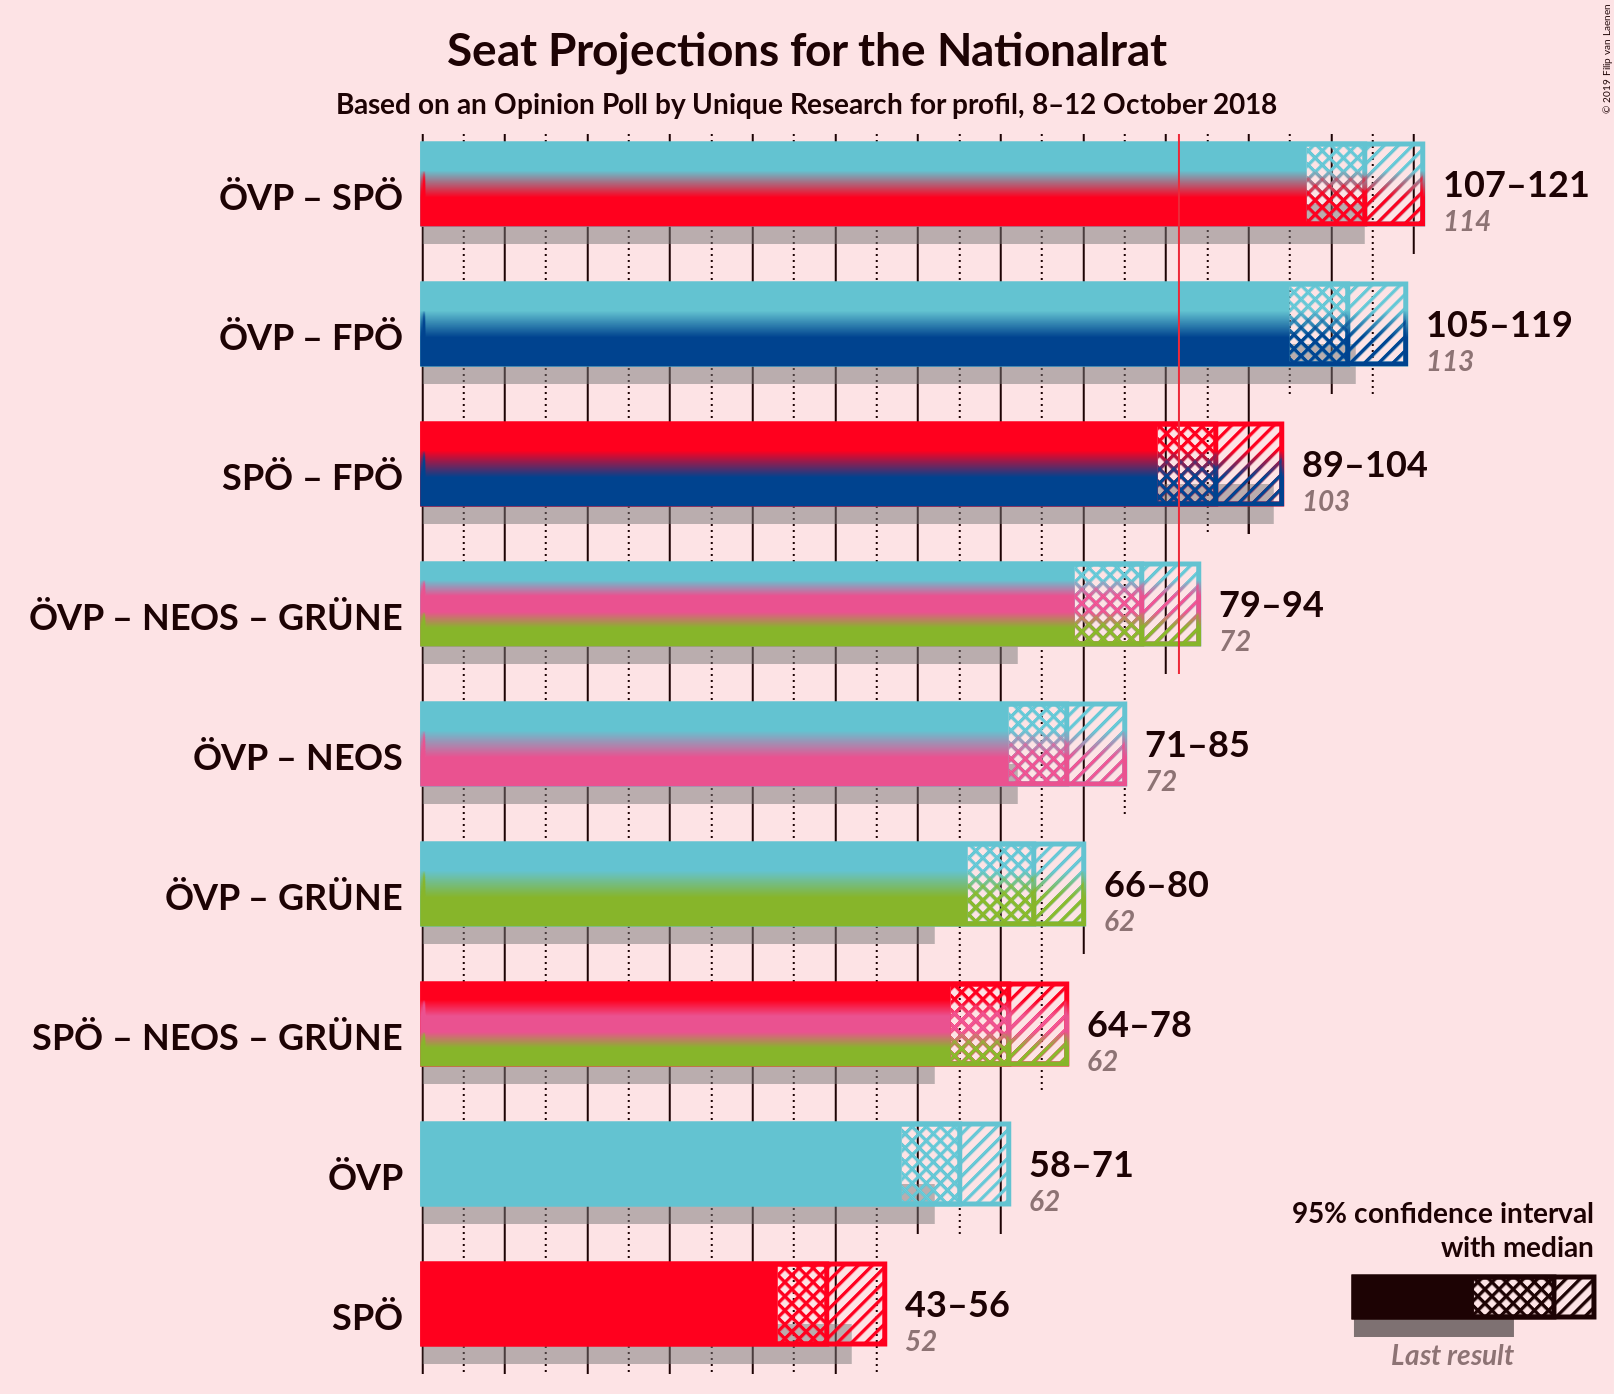 Seat Projections for the Nationalrat
Based on an Opinion Poll by Unique Research for profil, 8–12 October 2018
© 2019 Filip van Laenen
ÖVP – SPÖ
107–121
114
ÖVP – FPÖ
105–119
113
SPÖ – FPÖ
89–104
103
ÖVP – NEOS – GRÜNE
79–94
72
ÖVP – NEOS
71–85
72
ÖVP – GRÜNE
66–80
62
SPÖ – NEOS – GRÜNE
64–78
62
ÖVP
58–71
62
SPÖ
43–56
52
95% confidence interval
with median
Last result